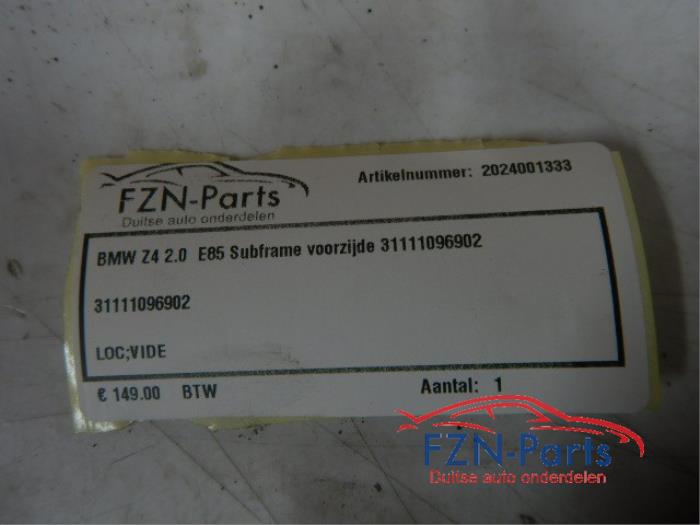 FZN-Parts
Duitse auto onderdelen
Artikelnummer: 2024001333
BMW Z4 2.0 E85 Subframe voorzijde 31111096902
31111096902
LOC;VIDE
€ 149.00 BTW
Aantal: 1
FZN-Parts
Duitse auto onderdelen